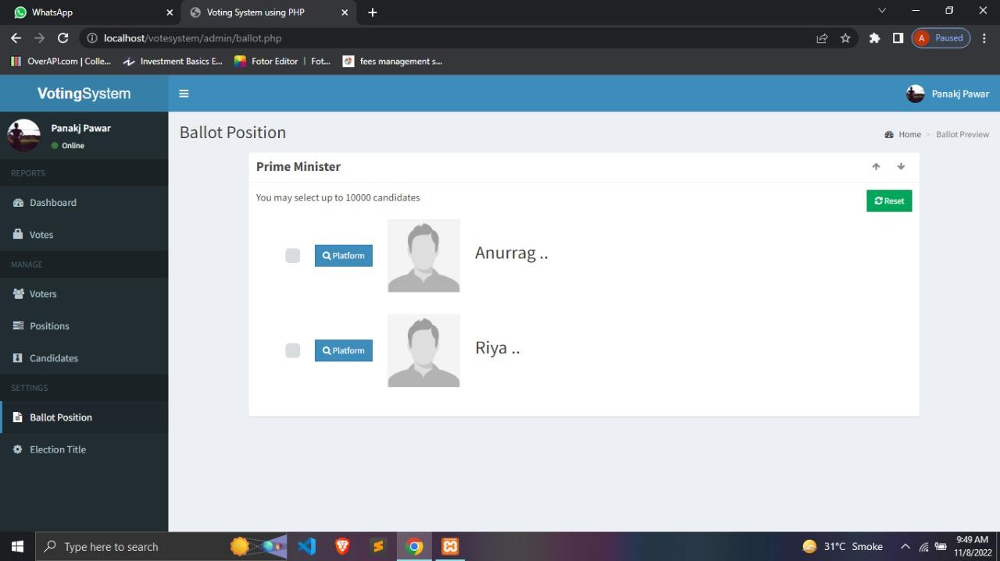 WhatsApp
Voting System using PHP
localhost/votesystem/admin/ballot.php
A Paused
OverAPI.com | Colle...
Investment Basics E...
Fotor Editor | Fot...
fees management s...
VotingSystem
Panakj Pawar
Panakj Pawar
Online
REPORTS
Dashboard
Votes
MANAGE
Voters
Positions
Candidates
SETTINGS
Ballot Position
Election Title
Ballot Position
Home > Ballot Preview
Prime Minister
You may select up to 10000 candidates
Reset
Platform
Anurrag ..
Platform
Riya ..
Type here to search
31°C Smoke
9:49 AM
11/8/2022